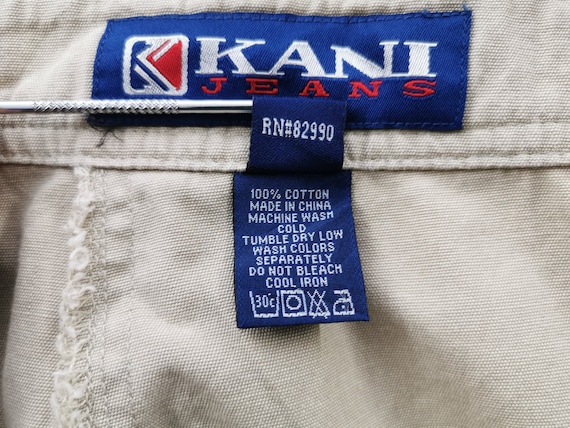 KANI
JEANS
RN#82990
100% COTTON
MADE IN CHINA
MACHINE WASH
COLD
TUMBLE DRY LOW
WASH COLORS
SEPARATELY
DO NOT BLEACH
COOL IRON
30c